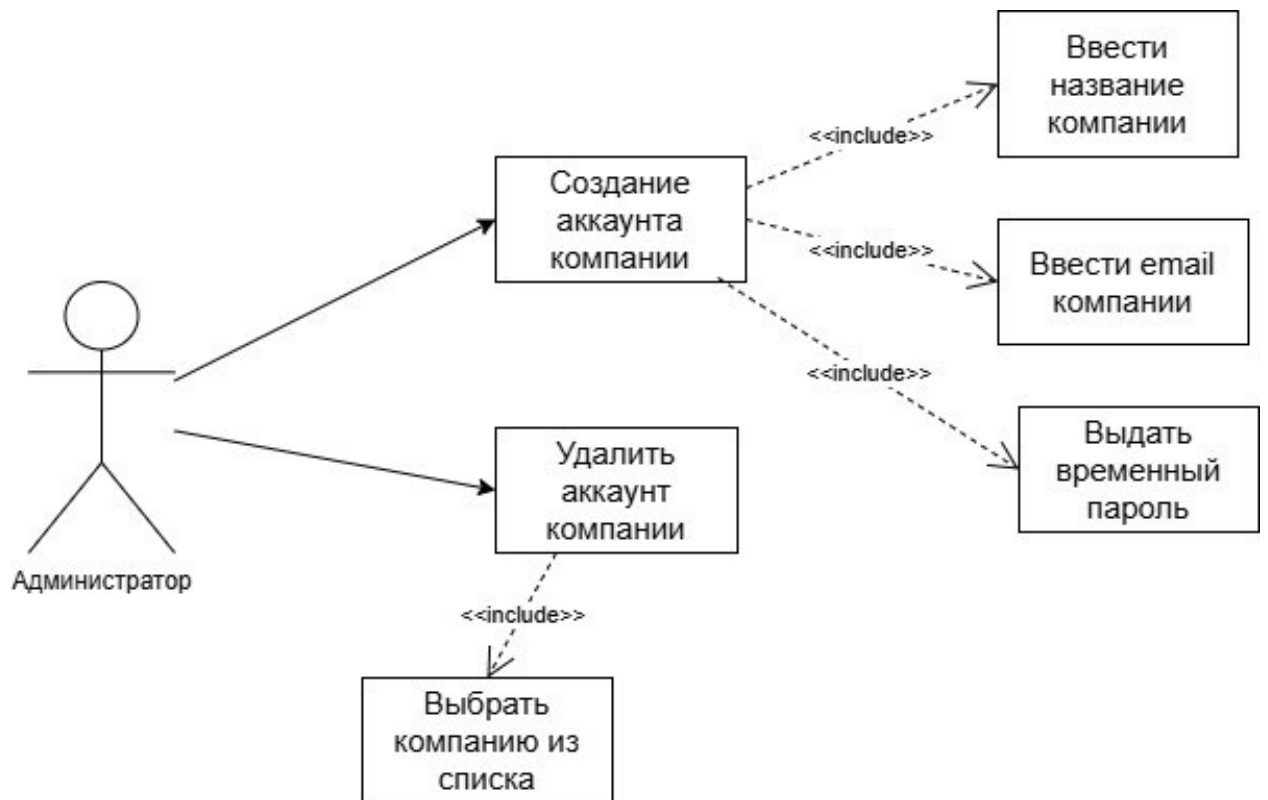 Ввести
название
компании
<<include>>
Создание
аккаунта
компании
<<include>>
Ввести email
компании
<<include>>
Выдать
временный
пароль
Удалить
аккаунт
компании
Администратор
<<include>>
Выбрать
компанию из
списка